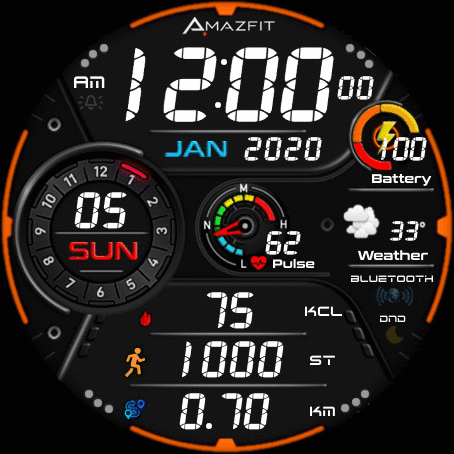 AMAZFIT
AM 12:00 00
JAN 2020
100
Battery
12 1 2 3 4 5 6 7 8 9 10 11
05
SUN
N M H L
62
Pulse
33°
Weather
BLUETOOTH
DND
75 KCL
1000 ST
0.70 KM